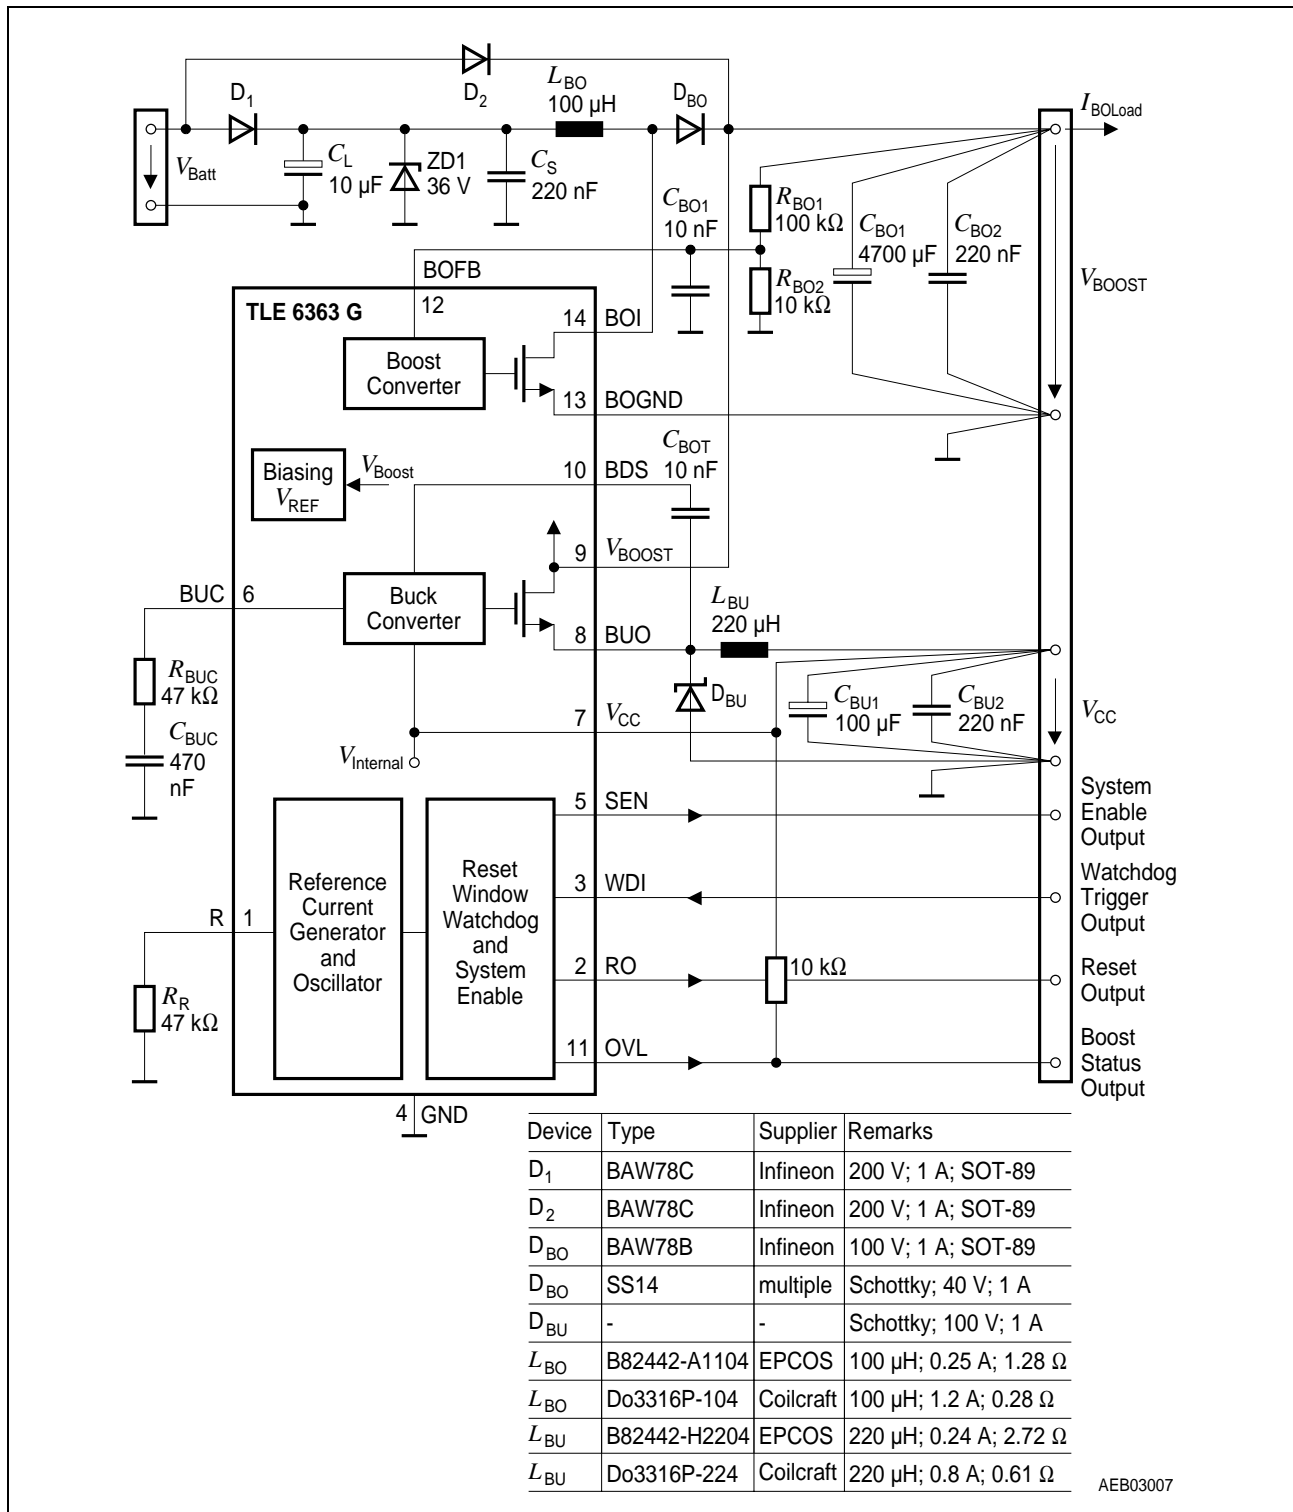 D2
LBO
100 µH
D1
DBO
IBOLoad
VBatt
CL
10 µF
ZD1
36 V
CS
220 nF
CBO1
10 nF
RBO1
100 kΩ
CBO1
4700 µF
CBO2
220 nF
RBO2
10 kΩ
VBOOST
BOFB
12
TLE 6363 G
14 BOI
Boost
Converter
13 BOGND
CBOT
10 nF
Biasing
VREF
VBoost
10 BDS
9 VBOOST
BUC 6
Buck
Converter
LBU
220 µH
8 BUO
RBUC
47 kΩ
DBU
CBU1
100 µF
CBU2
220 nF
VCC
7 VCC
CBUC
470
nF
VInternal
5 SEN
System
Enable
Output
Reference
Current
Generator
and
Oscillator
Reset
Window
Watchdog
and
System
Enable
3 WDI
Watchdog
Trigger
Output
R 1
2 RO
10 kΩ
Reset
Output
RR
47 kΩ
11 OVL
Boost
Status
Output
4 GND
Device Type Supplier Remarks
D1 BAW78C Infineon 200 V; 1 A; SOT-89
D2 BAW78C Infineon 200 V; 1 A; SOT-89
DBO BAW78B Infineon 100 V; 1 A; SOT-89
DBO SS14 multiple Schottky; 40 V; 1 A
DBU - - Schottky; 100 V; 1 A
LBO B82442-A1104 EPCOS 100 µH; 0.25 A; 1.28 Ω
LBO Do3316P-104 Coilcraft 100 µH; 1.2 A; 0.28 Ω
LBU B82442-H2204 EPCOS 220 µH; 0.24 A; 2.72 Ω
LBU Do3316P-224 Coilcraft 220 µH; 0.8 A; 0.61 Ω
AEB03007